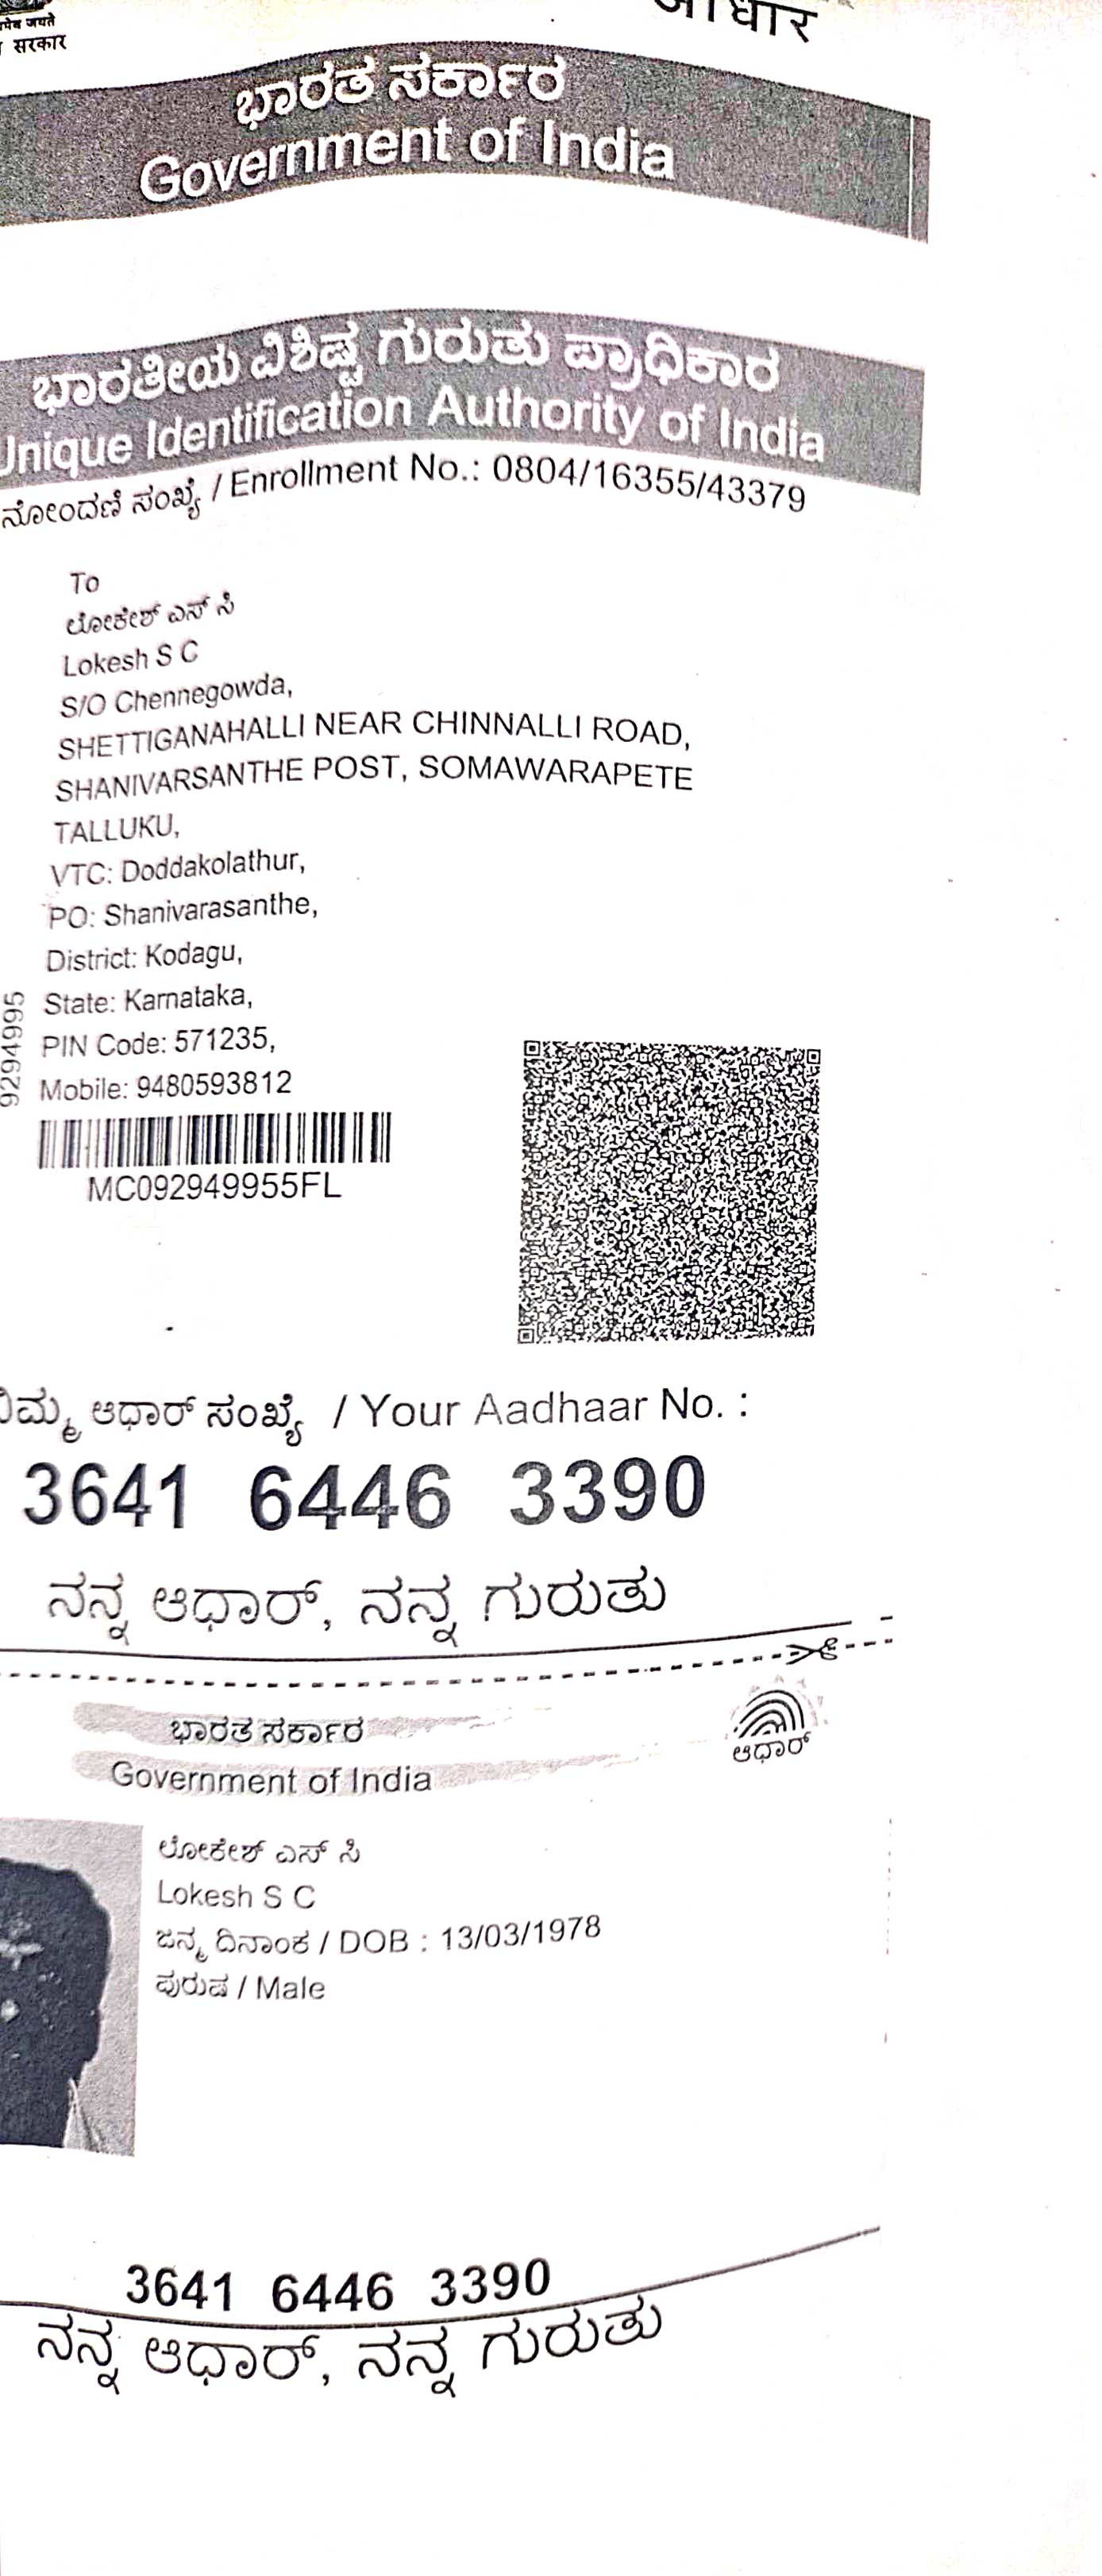 आधार
सरकार
ಭಾರತ ಸರ್ಕಾರ
Government of India
ಭಾರತೀಯ ವಿಶಿಷ್ಟ ಗುರುತು ಪ್ರಾಧಿಕಾರ
Unique Identification Authority of India
ನೋಂದಣಿ ಸಂಖ್ಯೆ / Enrollment No.: 0804/16355/43379
To
ಲೋಕೇಶ್ ಎಸ್ ಸಿ
Lokesh S C
S/O Chennegowda,
SHETTIGANAHALLI NEAR CHINNALLI ROAD,
SHANIVARSANTHE POST, SOMAWARAPETE
TALLUKU,
VTC: Doddakolathur,
PO: Shanivarasanthe,
District: Kodagu,
State: Karnataka,
PIN Code: 571235,
Mobile: 9480593812
MC092949955FL
ನಿಮ್ಮ ಆಧಾರ್ ಸಂಖ್ಯೆ / Your Aadhaar No. :
3641 6446 3390
ನನ್ನ ಆಧಾರ್, ನನ್ನ ಗುರುತು
ಭಾರತ ಸರ್ಕಾರ
Government of India
ಆಧಾರ್
ಲೋಕೇಶ್ ಎಸ್ ಸಿ
Lokesh S C
ಜನ್ಮ ದಿನಾಂಕ / DOB : 13/03/1978
ಪುರುಷ / Male
3641 6446 3390
ನನ್ನ ಆಧಾರ್, ನನ್ನ ಗುರುತು